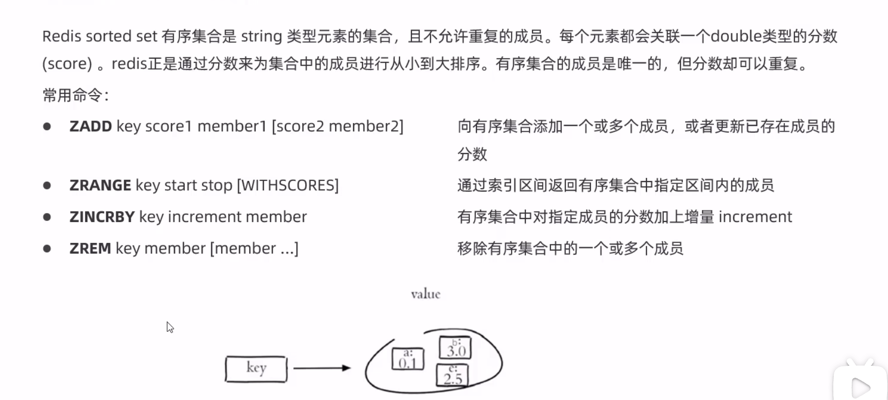 Redis sorted set 有序集合是 string 类型元素的集合，且不允许重复的成员。每个元素都会关联一个double类型的分数
(score) 。redis正是通过分数来为集合中的成员进行从小到大排序。有序集合的成员是唯一的，但分数却可以重复。
常用命令：
● ZADD key score1 member1 [score2 member2] 向有序集合添加一个或多个成员，或者更新已存在成员的
分数
● ZRANGE key start stop [WITHSCORES] 通过索引区间返回有序集合中指定区间内的成员
● ZINCRBY key increment member 有序集合中对指定成员的分数加上增量 increment
● ZREM key member [member ...] 移除有序集合中的一个或多个成员
value
key
a:
0.1
b:
3.0
c:
2.5